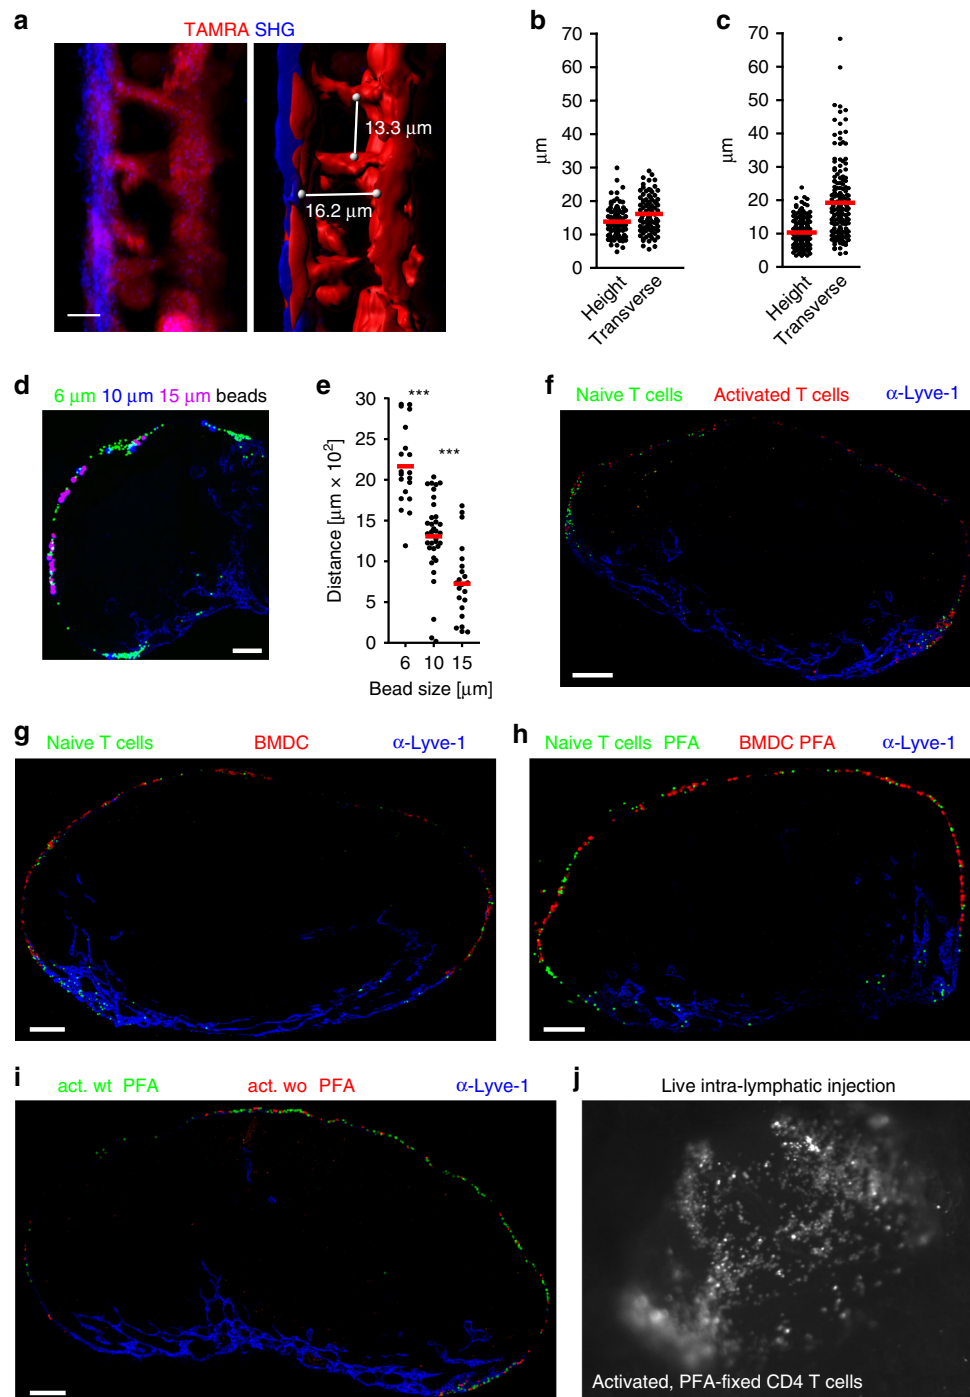 a
TAMRA SHG
13.3 µm
16.2 µm
b
70
60
50
40
30
20
10
0
µm
Height
Transverse
c
70
60
50
40
30
20
10
0
µm
Height
Transverse
d
6 µm 10 µm 15 µm beads
e
30
25
20
15
10
5
0
Distance [µm × 10²]
***
***
6 10 15
Bead size [µm]
f
Naive T cells Activated T cells α-Lyve-1
g
Naive T cells BMDC α-Lyve-1
h
Naive T cells PFA BMDC PFA α-Lyve-1
i
act. wt PFA act. wo PFA α-Lyve-1
j
Live intra-lymphatic injection
Activated, PFA-fixed CD4 T cells